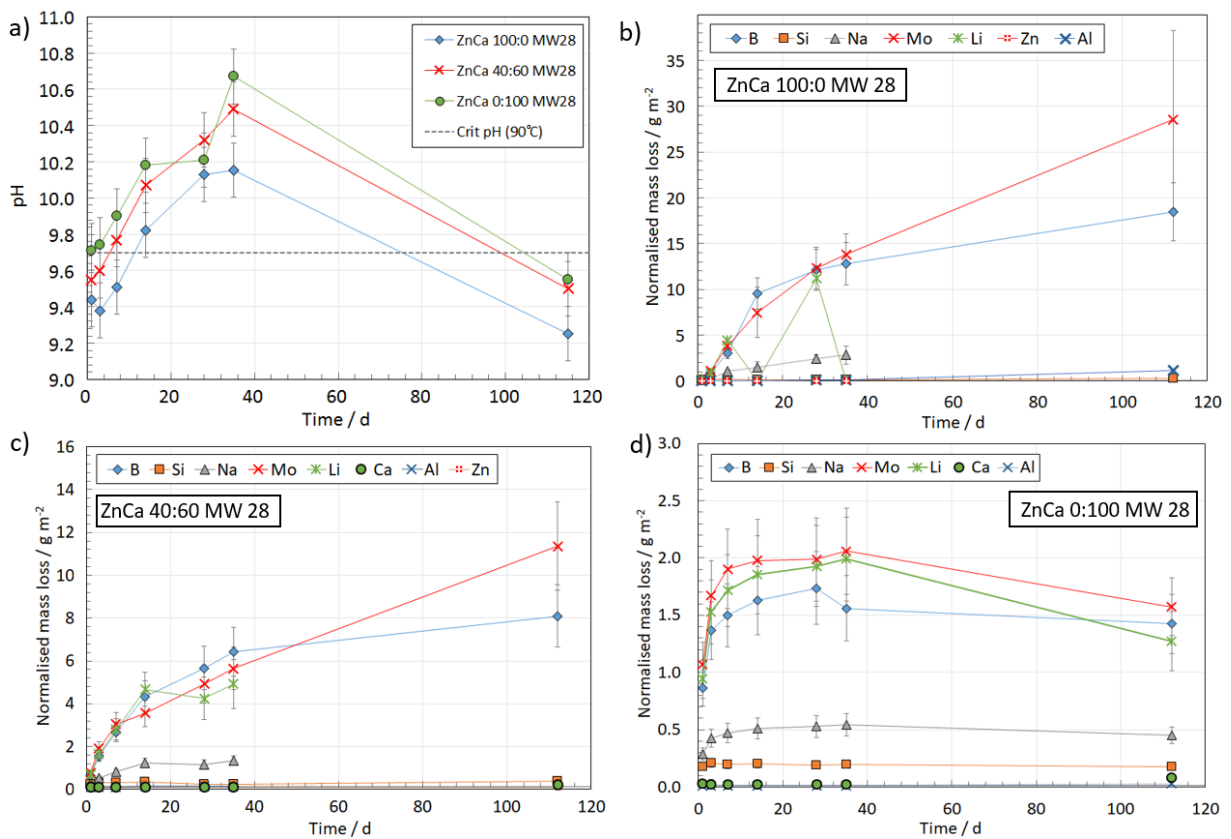 a)
11.0
10.8
10.6
10.4
10.2
10.0
9.8
9.6
9.4
9.2
9.0
pH
0 20 40 60 80 100 120
Time / d
ZnCa 100:0 MW28
ZnCa 40:60 MW28
ZnCa 0:100 MW28
Crit pH (90℃)
b)
35
30
25
20
15
10
5
0
Normalised mass loss / g m⁻²
0 20 40 60 80 100 120
Time / d
B Si Na Mo Li Zn Al
ZnCa 100:0 MW 28
c)
16
14
12
10
8
6
4
2
0
Normalised mass loss / g m⁻²
0 20 40 60 80 100 120
Time / d
B Si Na Mo Li Ca Al Zn
ZnCa 40:60 MW 28
d)
3.0
2.5
2.0
1.5
1.0
0.5
0.0
Normalised mass loss / g m⁻²
0 20 40 60 80 100 120
Time / d
B Si Na Mo Li Ca Al
ZnCa 0:100 MW 28